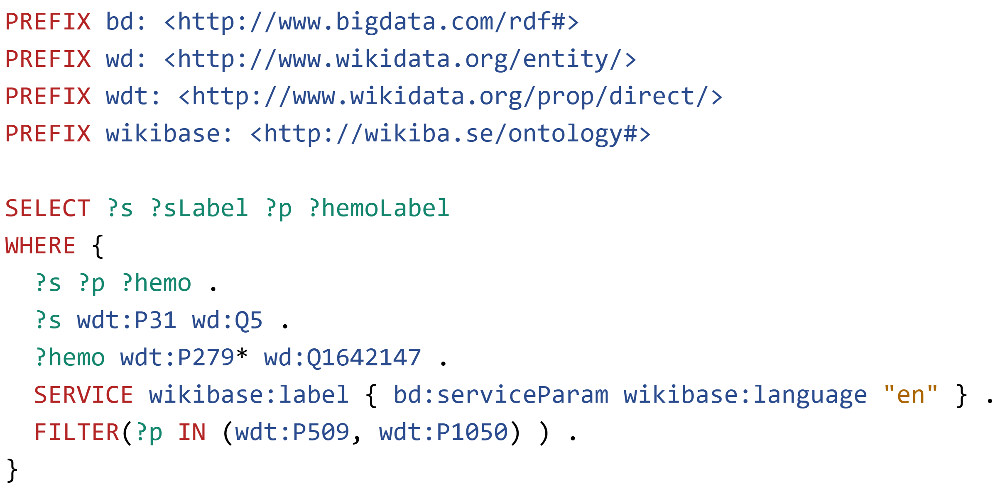 PREFIX bd: <http://www.bigdata.com/rdf#>
PREFIX wd: <http://www.wikidata.org/entity/>
PREFIX wdt: <http://www.wikidata.org/prop/direct/>
PREFIX wikibase: <http://wikiba.se/ontology#>

SELECT ?s ?sLabel ?p ?hemoLabel
WHERE {
  ?s ?p ?hemo .
  ?s wdt:P31 wd:Q5 .
  ?hemo wdt:P279* wd:Q1642147 .
  SERVICE wikibase:label { bd:serviceParam wikibase:language "en" } .
  FILTER(?p IN (wdt:P509, wdt:P1050) ) .
}